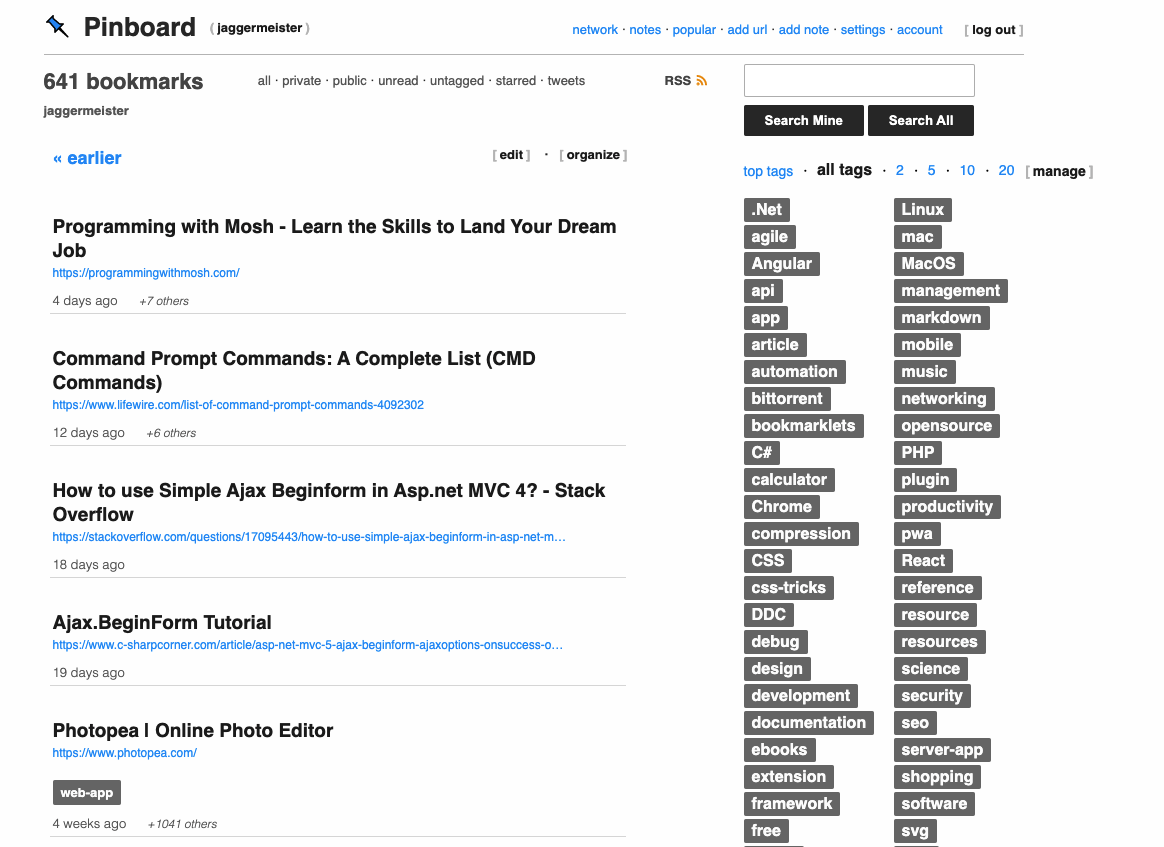 Pinboard ( jaggermeister )
network · notes · popular · add url · add note · settings · account [ log out ]
641 bookmarks
all · private · public · unread · untagged · starred · tweets
RSS
jaggermeister
Search Mine Search All
« earlier
[ edit ] · [ organize ]
Programming with Mosh - Learn the Skills to Land Your Dream
Job
https://programmingwithmosh.com/
4 days ago +7 others
Command Prompt Commands: A Complete List (CMD
Commands)
https://www.lifewire.com/list-of-command-prompt-commands-4092302
12 days ago +6 others
How to use Simple Ajax Beginform in Asp.net MVC 4? - Stack
Overflow
https://stackoverflow.com/questions/17095443/how-to-use-simple-ajax-beginform-in-asp-net-m…
18 days ago
Ajax.BeginForm Tutorial
https://www.c-sharpcorner.com/article/asp-net-mvc-5-ajax-beginform-ajaxoptions-onsuccess-o…
19 days ago
Photopea | Online Photo Editor
https://www.photopea.com/
web-app
4 weeks ago +1041 others
top tags · all tags · 2 · 5 · 10 · 20 [ manage ]
.Net
agile
Angular
api
app
article
automation
bittorrent
bookmarklets
C#
calculator
Chrome
compression
CSS
css-tricks
DDC
debug
design
development
documentation
ebooks
extension
framework
free
Linux
mac
MacOS
management
markdown
mobile
music
networking
opensource
PHP
plugin
productivity
pwa
React
reference
resource
resources
science
security
seo
server-app
shopping
software
svg